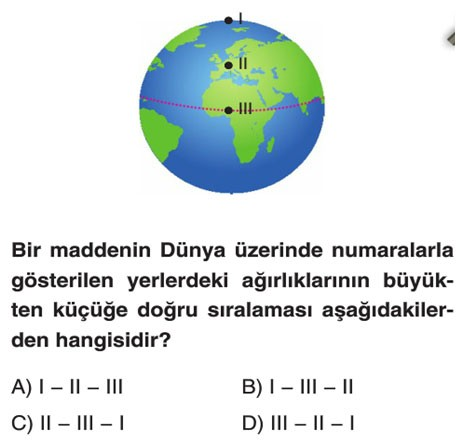 I
II
III
Bir maddenin Dünya üzerinde numaralarla
gösterilen yerlerdeki ağırlıklarının büyük-
ten küçüğe doğru sıralaması aşağıdakiler-
den hangisidir?
A) I – II – III
B) I – III – II
C) II – III – I
D) III – II – I